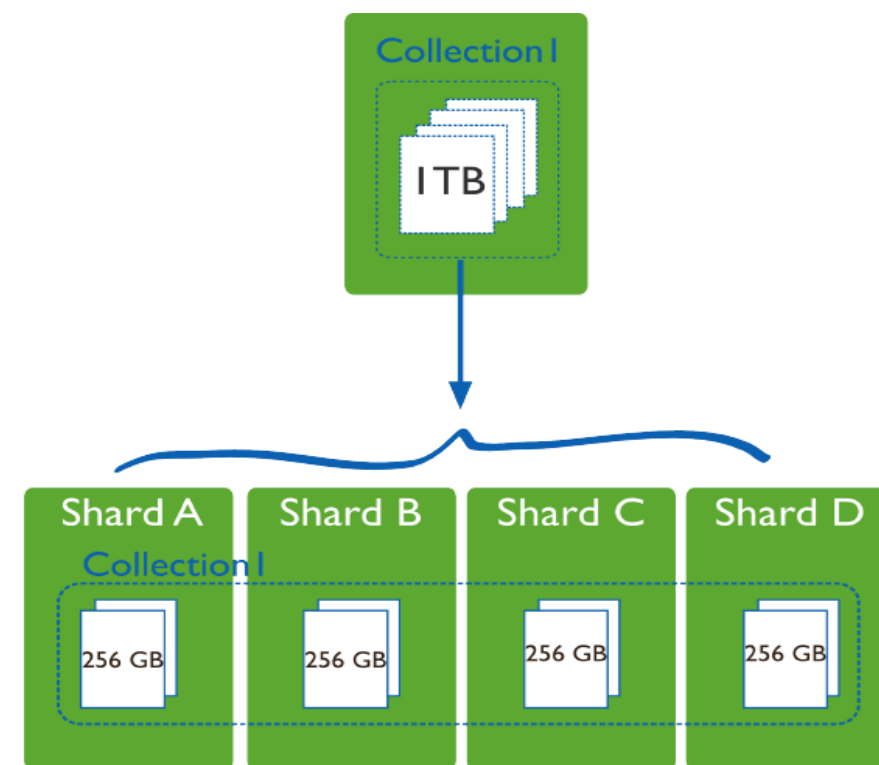 Collection1
1TB
Shard A
Shard B
Shard C
Shard D
Collection1
256 GB
256 GB
256 GB
256 GB